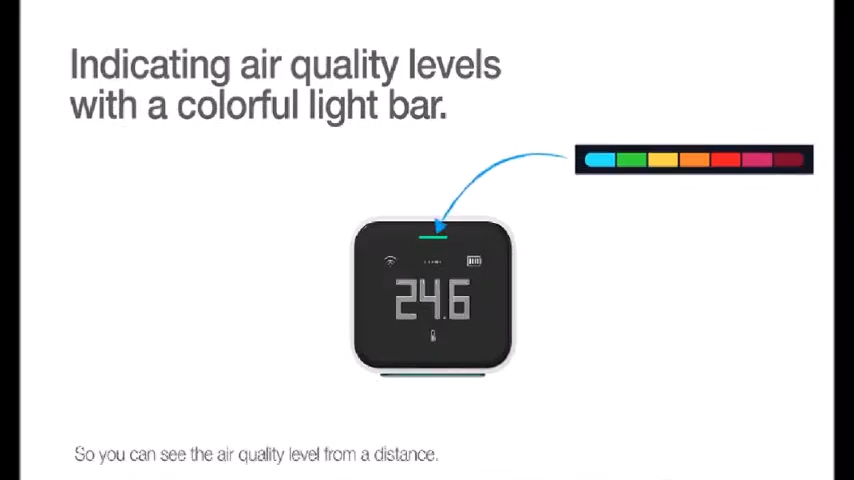 Indicating air quality levels
with a colorful light bar.
24.6
So you can see the air quality level from a distance.